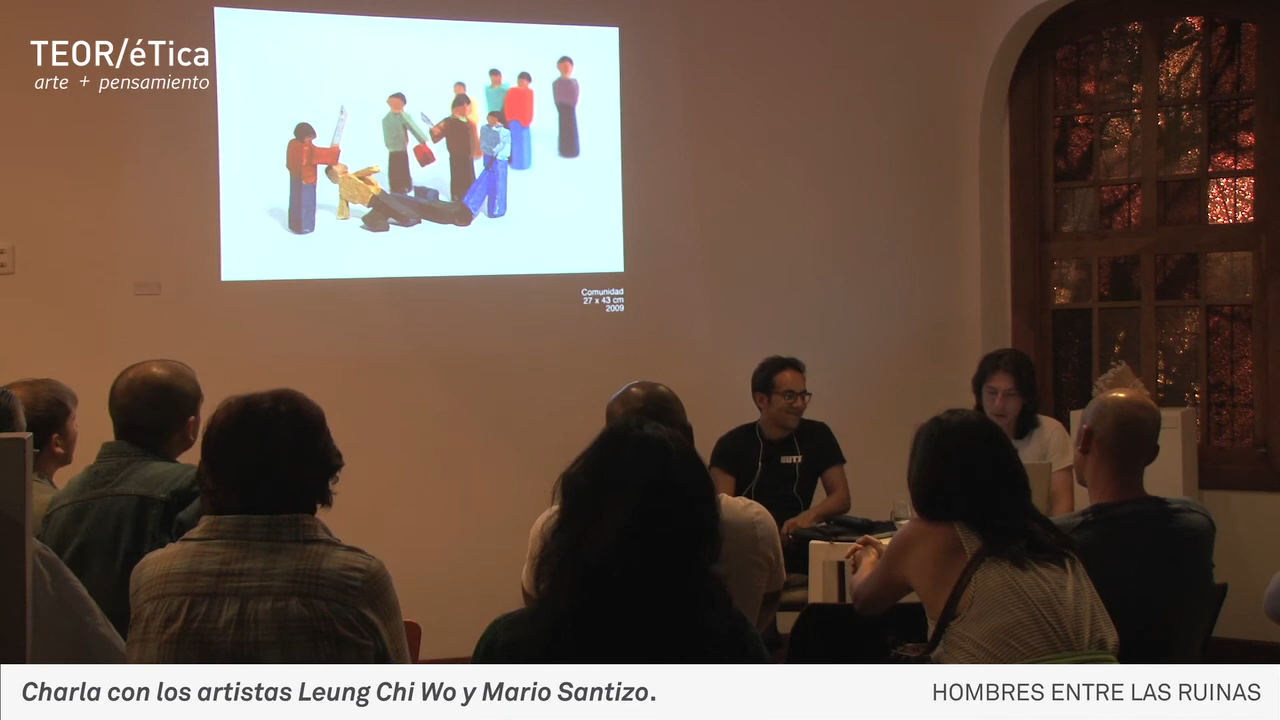 TEOR/éTica
arte + pensamiento
Comunidad
27 x 43 cm
2009
Charla con los artistas Leung Chi Wo y Mario Santizo.
HOMBRES ENTRE LAS RUINAS